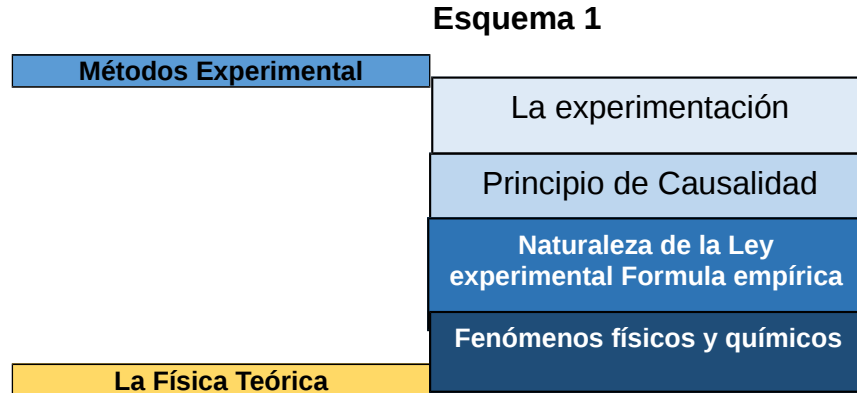 Esquema 1
Métodos Experimental
La experimentación
Principio de Causalidad
Naturaleza de la Ley
experimental Formula empírica
Fenómenos físicos y químicos
La Física Teórica